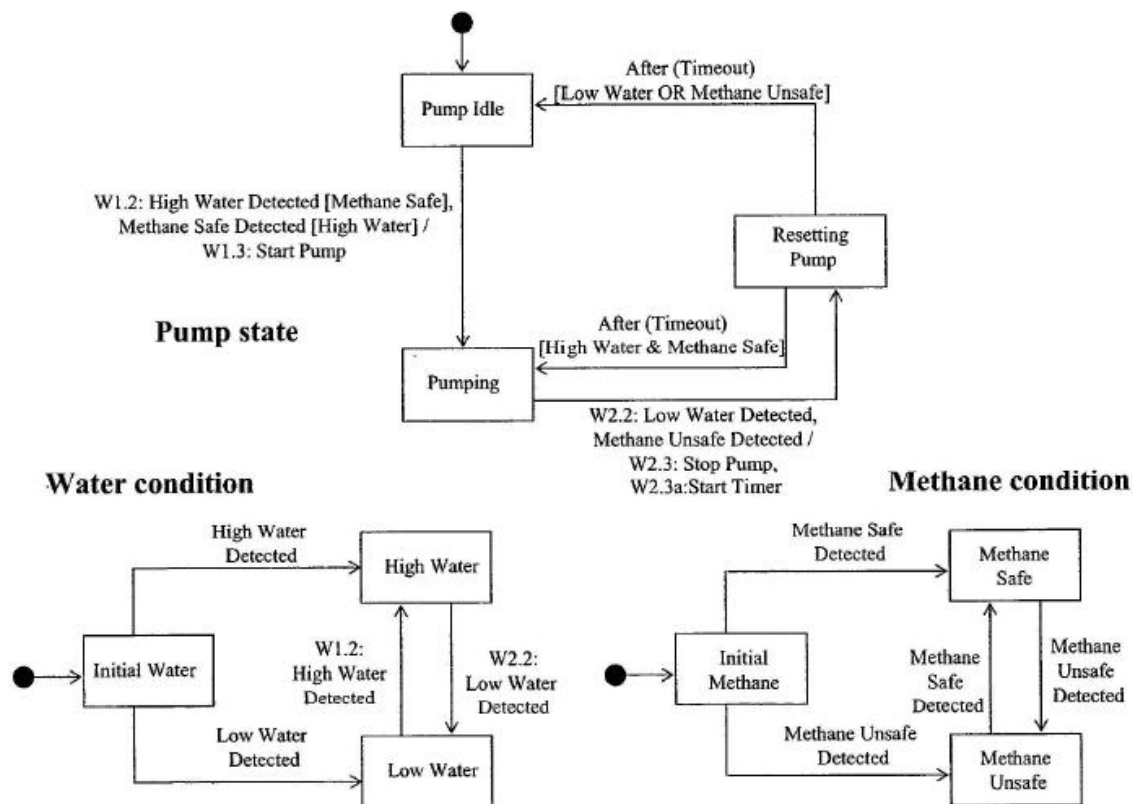 After (Timeout)
[Low Water OR Methane Unsafe]
Pump Idle
W1.2: High Water Detected [Methane Safe],
Methane Safe Detected [High Water] /
W1.3: Start Pump
Resetting
Pump
Pump state
After (Timeout)
[High Water & Methane Safe]
Pumping
W2.2: Low Water Detected,
Methane Unsafe Detected /
W2.3: Stop Pump,
W2.3a:Start Timer
Water condition
High Water
Detected
High Water
Initial Water
W1.2:
High Water
Detected
W2.2:
Low Water
Detected
Low Water
Detected
Low Water
Methane condition
Methane Safe
Detected
Methane
Safe
Initial
Methane
Methane
Safe
Detected
Methane
Unsafe
Detected
Methane Unsafe
Detected
Methane
Unsafe